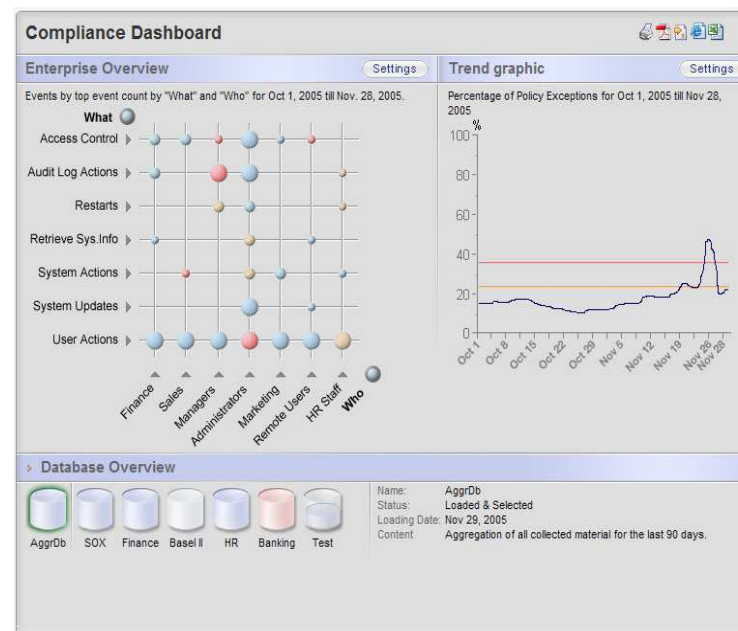 Compliance Dashboard
Enterprise Overview
Settings
Events by top event count by "What" and "Who" for Oct 1, 2005 till Nov. 28, 2005.
What
Access Control
Audit Log Actions
Restarts
Retrieve Sys.Info
System Actions
System Updates
User Actions
Finance
Sales
Managers
Administrators
Marketing
Remote Users
HR Staff
Who
Trend graphic
Settings
Percentage of Policy Exceptions for Oct 1, 2005 till Nov 28,
2005
%
100
80
60
40
20
0
Oct 1
Oct 8
Oct 15
Oct 22
Oct 29
Nov 5
Nov 12
Nov 19
Nov 26
Nov 28
Database Overview
AggrDb
SOX
Finance
Basel II
HR
Banking
Test
Name: AggrDb
Status: Loaded & Selected
Loading Date: Nov 29, 2005
Content Aggregation of all collected material for the last 90 days.